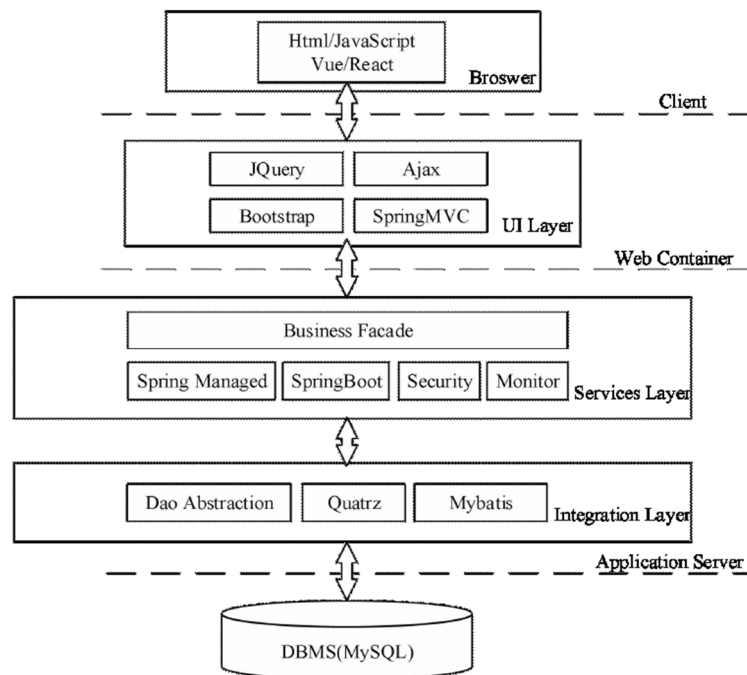 Html/JavaScript
Vue/React
Broswer
Client
JQuery
Ajax
Bootstrap
SpringMVC
UI Layer
Web Container
Business Facade
Spring Managed
SpringBoot
Security
Monitor
Services Layer
Dao Abstraction
Quatrz
Mybatis
Integration Layer
Application Server
DBMS(MySQL)